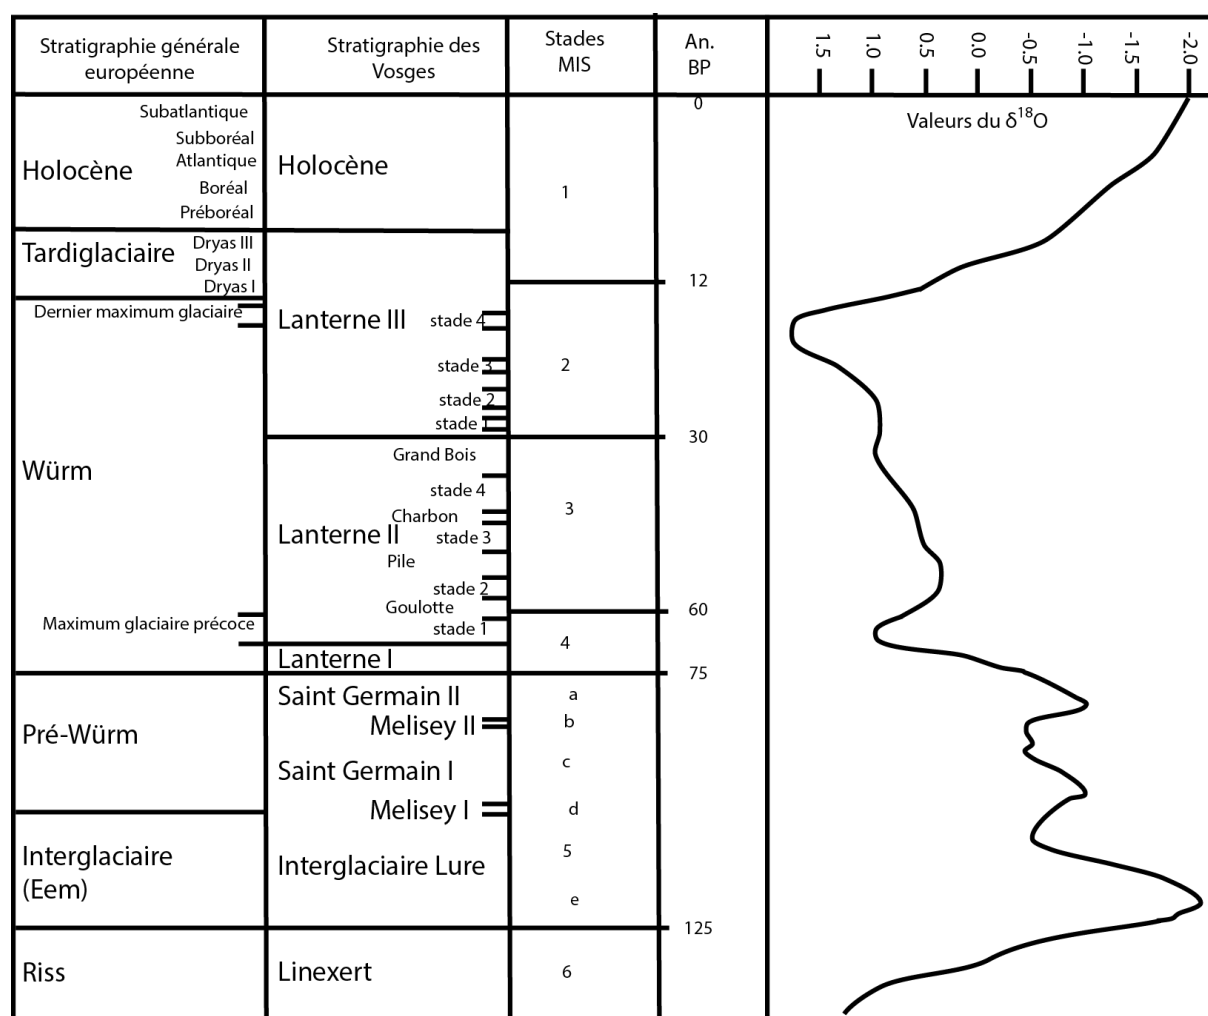 Stratigraphie générale
européenne
Stratigraphie des
Vosges
Stades
MIS
An.
BP
1.5
1.0
0.5
0.0
-0.5
-1.0
-1.5
-2.0
Valeurs du δ¹⁸O
0
Holocène
Subatlantique
Subboréal
Atlantique
Boréal
Préboréal
Holocène
1
Tardiglaciaire
Dryas III
Dryas II
Dryas I
12
Dernier maximum glaciaire
Lanterne III
stade 4
stade 3
stade 2
stade 1
2
30
Würm
Grand Bois
stade 4
Charbon
Lanterne II
stade 3
Pile
stade 2
Goulotte
stade 1
3
60
Maximum glaciaire précoce
Lanterne I
4
75
Pré-Würm
Saint Germain II
a
Melisey II
b
Saint Germain I
c
Melisey I
d
Interglaciaire
(Eem)
Interglaciaire Lure
5
e
125
Riss
Linexert
6